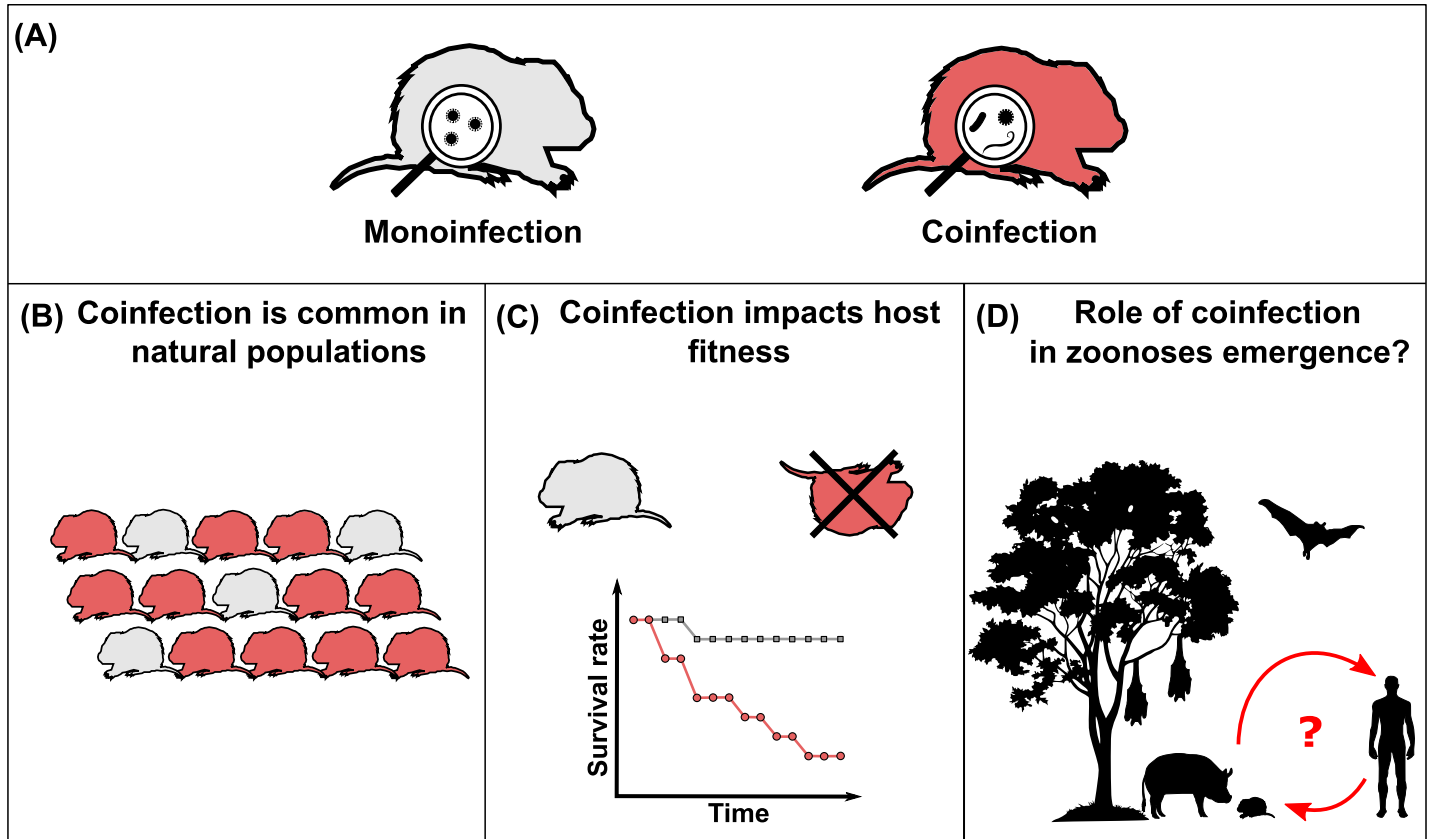 (A)
Monoinfection
Coinfection
(B) Coinfection is common in
natural populations
(C) Coinfection impacts host
fitness
Survival rate
Time
(D) Role of coinfection
in zoonoses emergence?
?